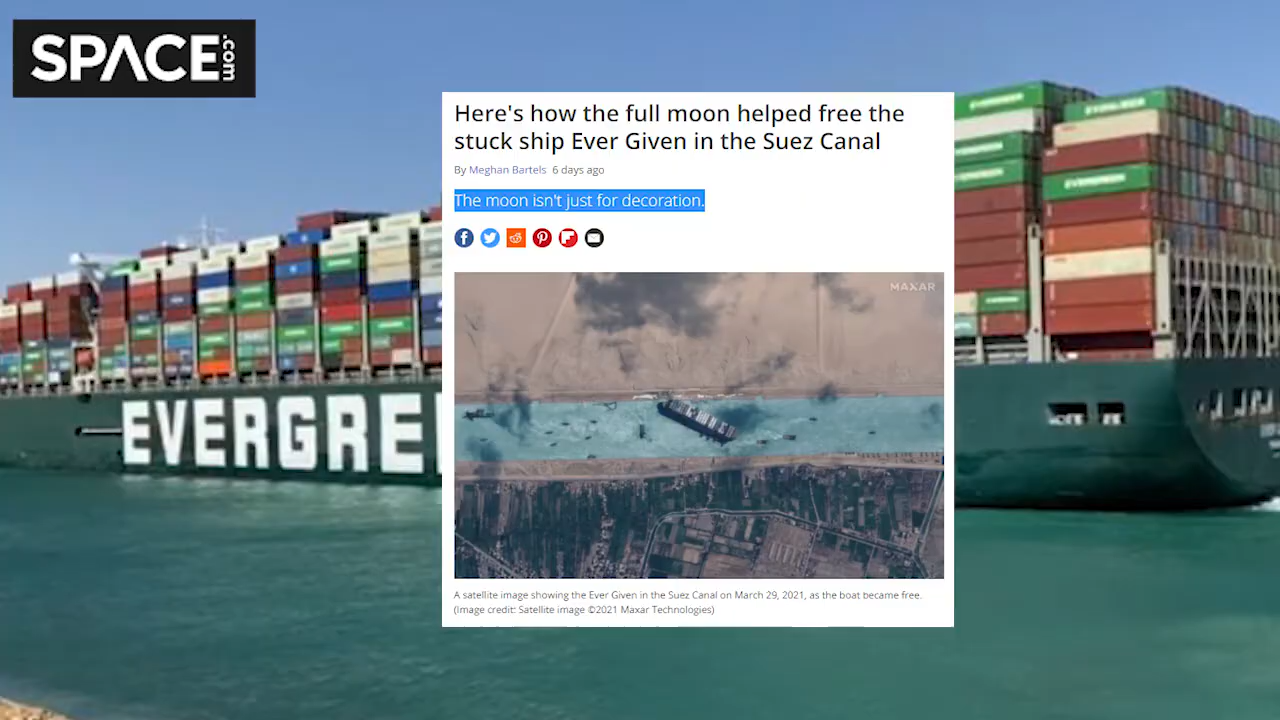 SPACE.com
Here's how the full moon helped free the
stuck ship Ever Given in the Suez Canal
By Meghan Bartels 6 days ago
The moon isn't just for decoration.
MAXAR
EVERGRE
A satellite image showing the Ever Given in the Suez Canal on March 29, 2021, as the boat became free.
(Image credit: Satellite image ©2021 Maxar Technologies)